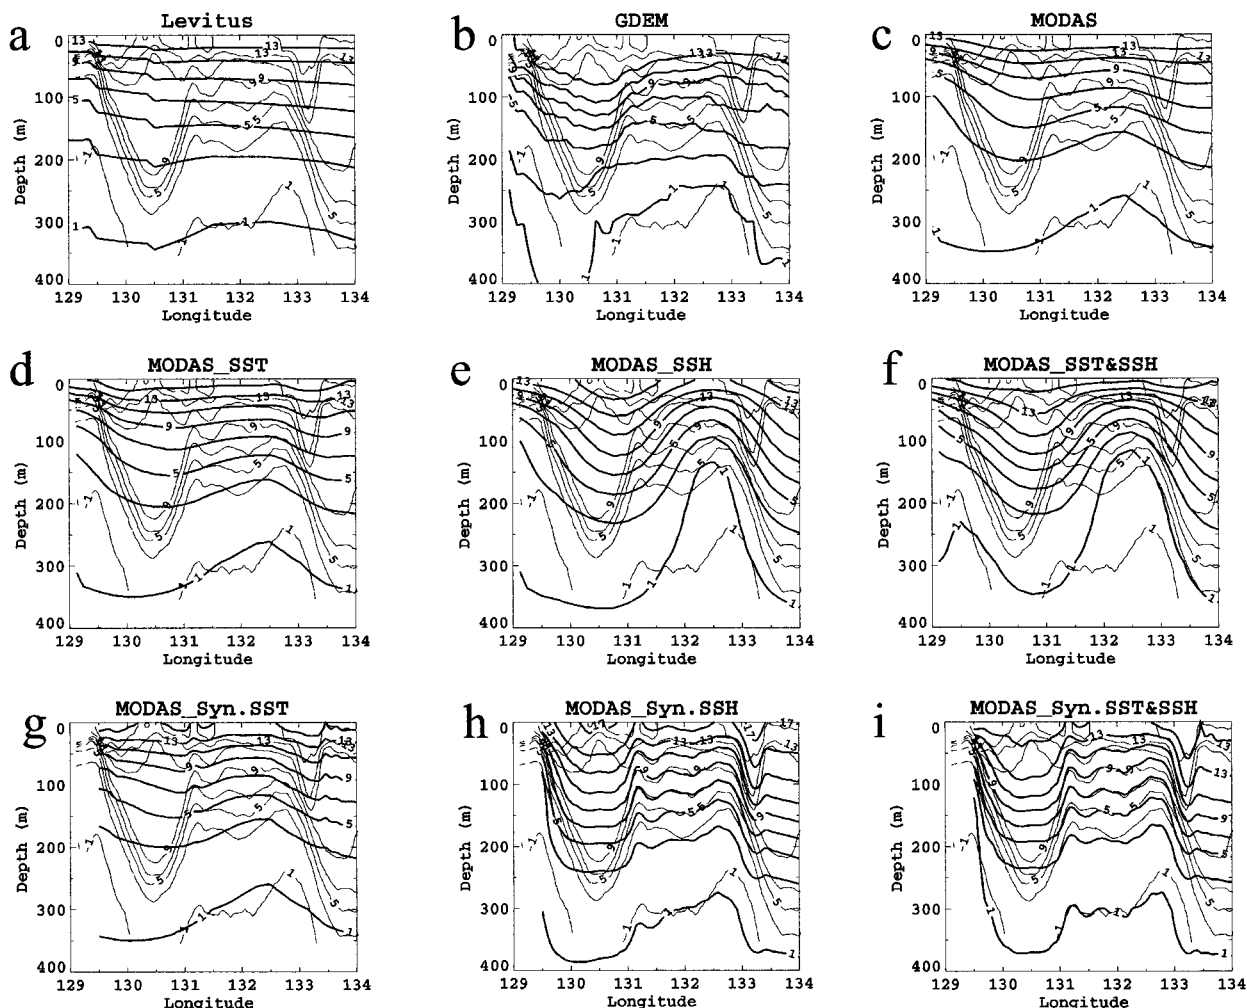 a
Levitus
b
GDEM
c
MODAS
Depth (m)
0
100
200
300
400
129 130 131 132 133 134
Longitude
Depth (m)
0
100
200
300
400
129 130 131 132 133 134
Longitude
Depth (m)
0
100
200
300
400
129 130 131 132 133 134
Longitude
d
MODAS_SST
e
MODAS_SSH
f
MODAS_SST&SSH
Depth (m)
0
100
200
300
400
129 130 131 132 133 134
Longitude
Depth (m)
0
100
200
300
400
129 130 131 132 133 134
Longitude
Depth (m)
0
100
200
300
400
129 130 131 132 133 134
Longitude
g
MODAS_Syn.SST
h
MODAS_Syn.SSH
i
MODAS_Syn.SST&SSH
Depth (m)
0
100
200
300
400
129 130 131 132 133 134
Longitude
Depth (m)
0
100
200
300
400
129 130 131 132 133 134
Longitude
Depth (m)
0
100
200
300
400
129 130 131 132 133 134
Longitude